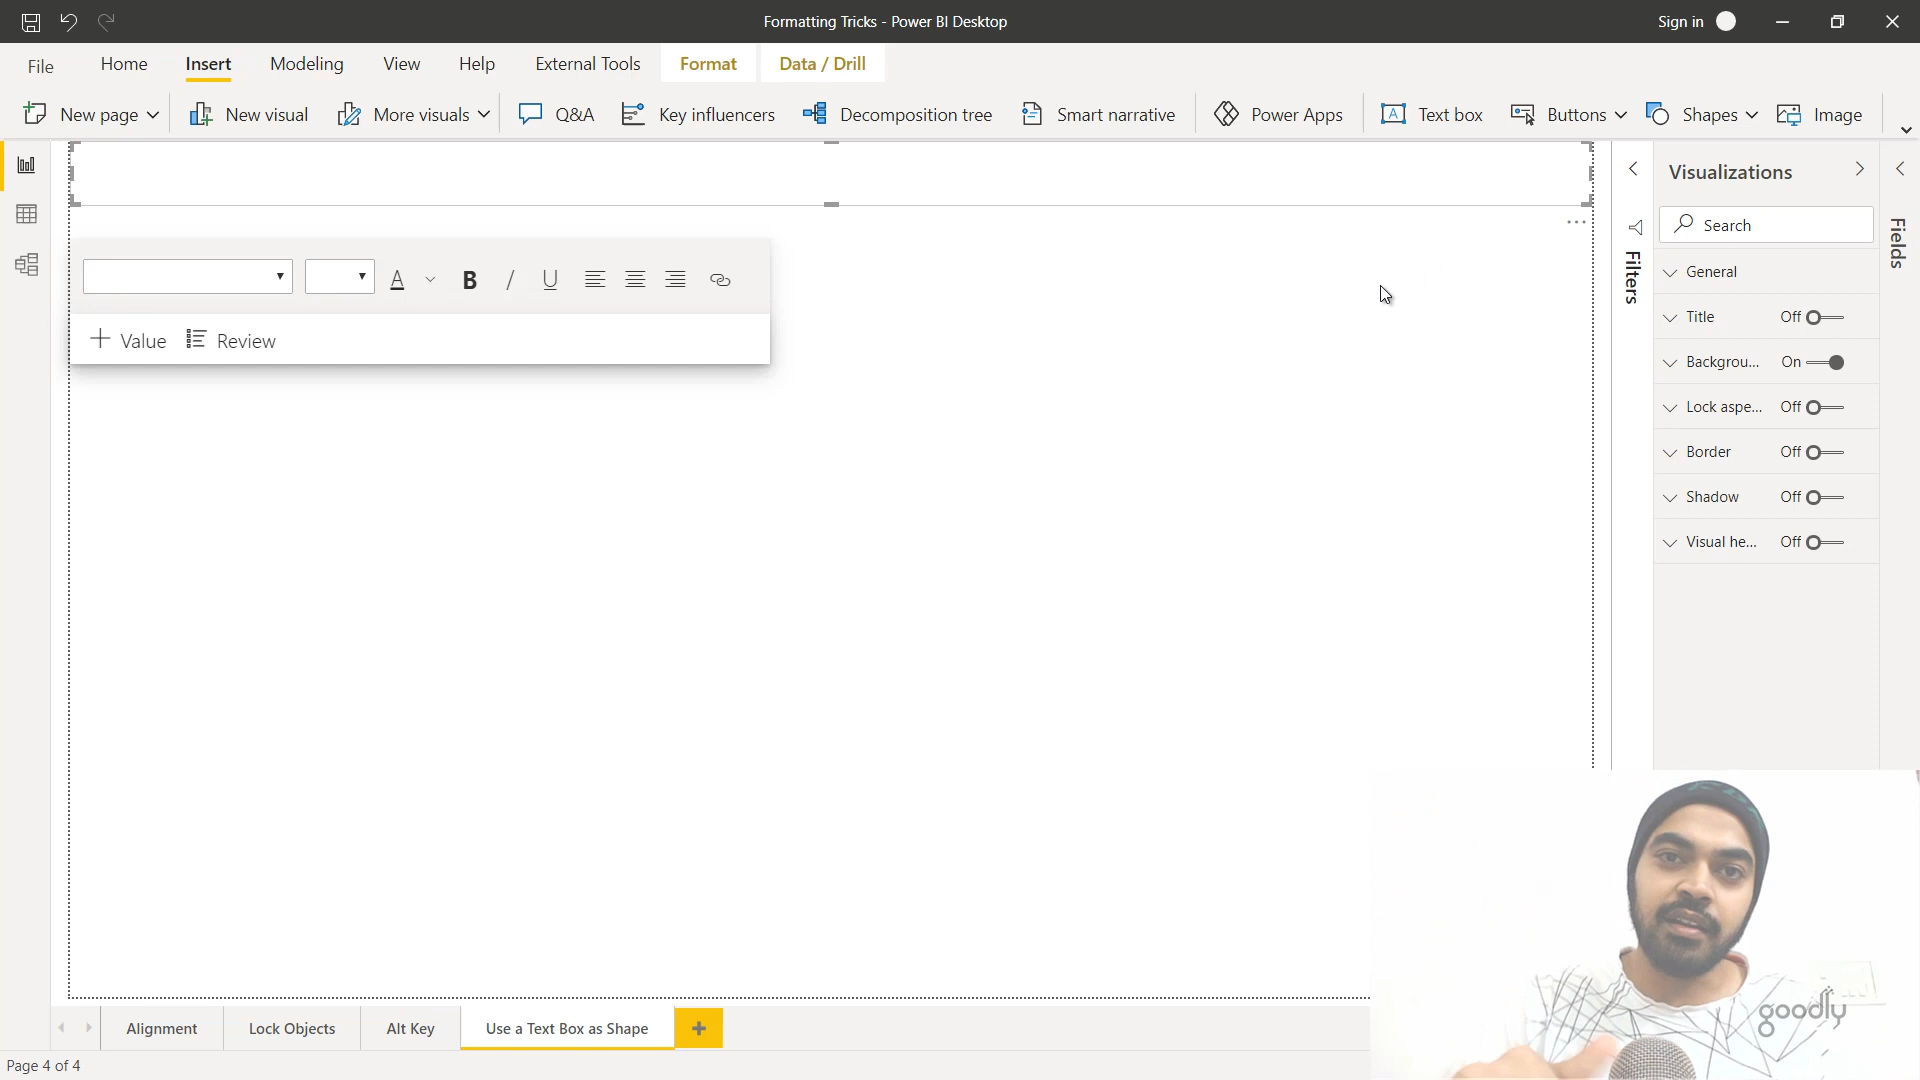 Formatting Tricks - Power BI Desktop
Sign in
File Home Insert Modeling View Help External Tools Format Data / Drill
New page New visual More visuals Q&A Key influencers Decomposition tree Smart narrative Power Apps Text box Buttons Shapes Image
Visualizations
Search
Filters
Fields
General
Title Off
Backgrou... On
Lock aspe... Off
Border Off
Shadow Off
Visual he... Off
A B / U
Value Review
goodly
Alignment Lock Objects Alt Key Use a Text Box as Shape +
Page 4 of 4